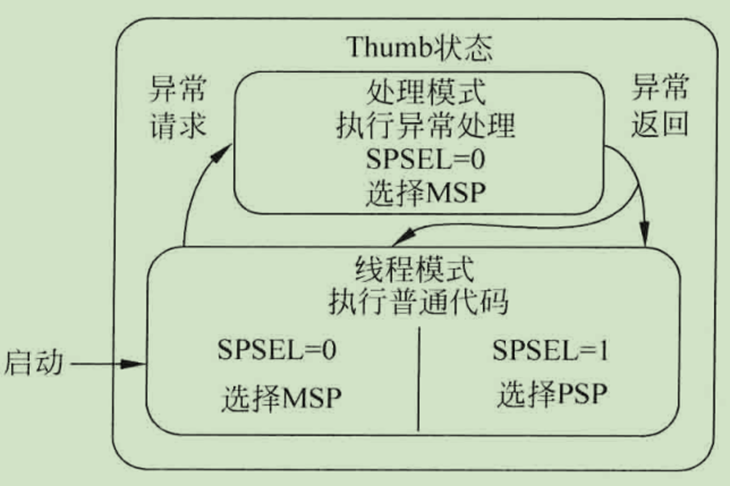 Thumb状态
异常
请求
处理模式
执行异常处理
SPSEL=0
选择MSP
异常
返回
线程模式
执行普通代码
启动
SPSEL=0
选择MSP
SPSEL=1
选择PSP